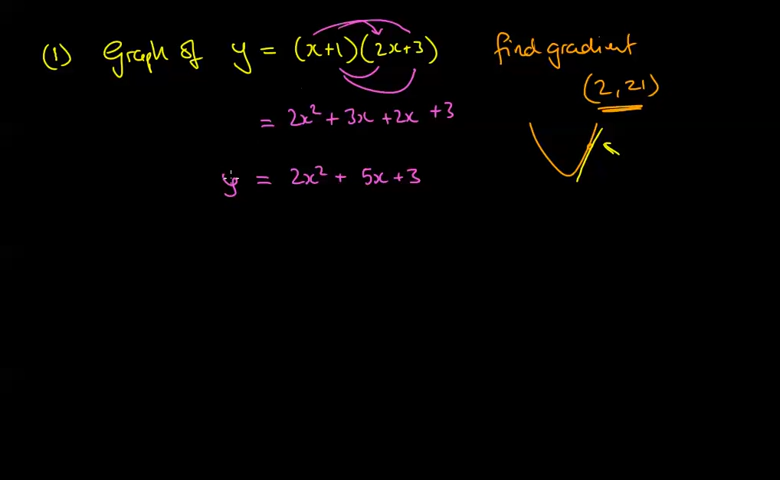 (1) Graph of y = (x+1)(2x+3) find gradient
(2, 21)
= 2x² + 3x + 2x + 3
y = 2x² + 5x + 3